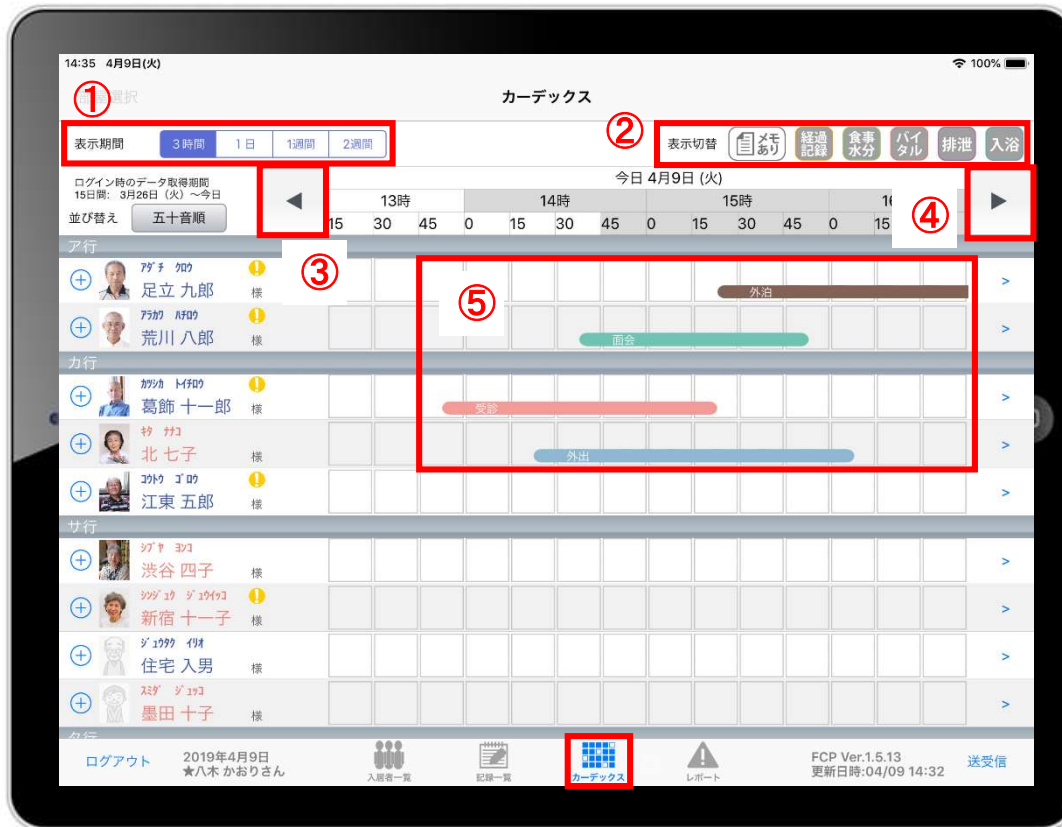 14:35 4月9日(火)
100%
①
選択
カーデックス
②
表示期間 3時間 1日 1週間 2週間
表示切替 メモあり 経過記録 食事水分 バイタル 排泄 入浴
ログイン時のデータ取得期間
15日間: 3月26日（火）～今日
並び替え 五十音順
◀
今日 4月9日 (火)
▶
13時 14時 15時
15 30 45 0 15 30 45 0 15 30 45 0 15
③
④
⑤
ア行
ｱﾀﾞﾁ ｸﾛｳ
足立 九郎 様
外泊
>
ｱﾗｶﾜ ﾊﾁﾛｳ
荒川 八郎 様
面会
>
カ行
ｶﾂｼｶ ﾄｲﾁﾛｳ
葛飾 十一郎 様
受診
>
ｷﾀ ﾅﾅｺ
北 七子 様
外出
>
ｺｳﾄｳ ｺﾞﾛｳ
江東 五郎 様
>
サ行
ｼﾌﾞﾔ ﾖﾝｺ
渋谷 四子 様
>
ｼﾝｼﾞｭｸ ｼﾞｭｳｲｯｺ
新宿 十一子 様
>
ｼﾞｭｳﾀｸ ｲﾘｵ
住宅 入男 様
>
ｽﾐﾀﾞ ｼﾞｭｯｺ
墨田 十子 様
>
タ行
ログアウト
2019年4月9日
★八木 かおりさん
入居者一覧
記録一覧
カーデックス
レポート
FCP Ver.1.5.13
更新日時:04/09 14:32
送受信